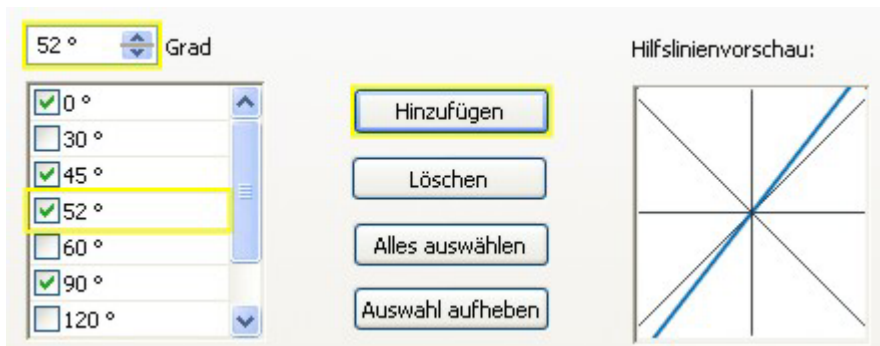 52 ° Grad
0 °
30 °
45 °
52 °
60 °
90 °
120 °
Hinzufügen
Löschen
Alles auswählen
Auswahl aufheben
Hilfslinienvorschau: